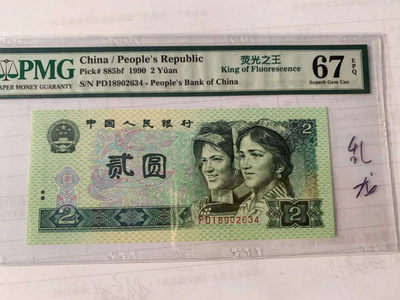 PMG
PAPER MONEY GUARANTY
China / People's Republic
Pick# 885bf 1990 2 Yüan
S/N PD18902634 - People's Bank of China
荧光之王
King of Fluorescence
67 EPQ
Superb Gem Unc
中国人民银行
2
贰圆
PD18902634
2
2